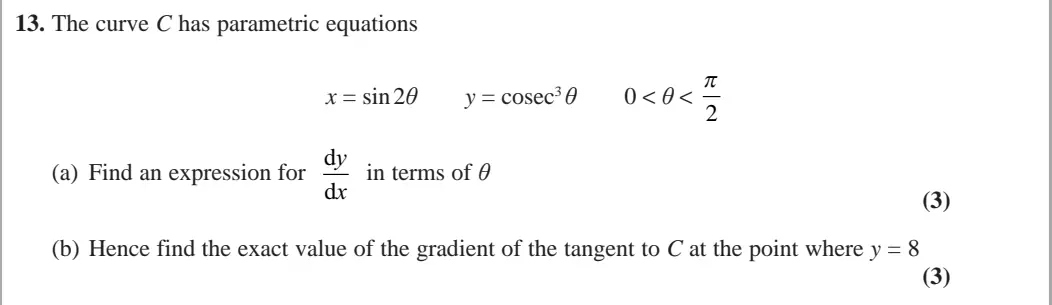 13. The curve C has parametric equations
x = sin 2θ y = cosec³ θ 0 < θ < π/2
(a) Find an expression for dy/dx in terms of θ
(3)
(b) Hence find the exact value of the gradient of the tangent to C at the point where y = 8
(3)